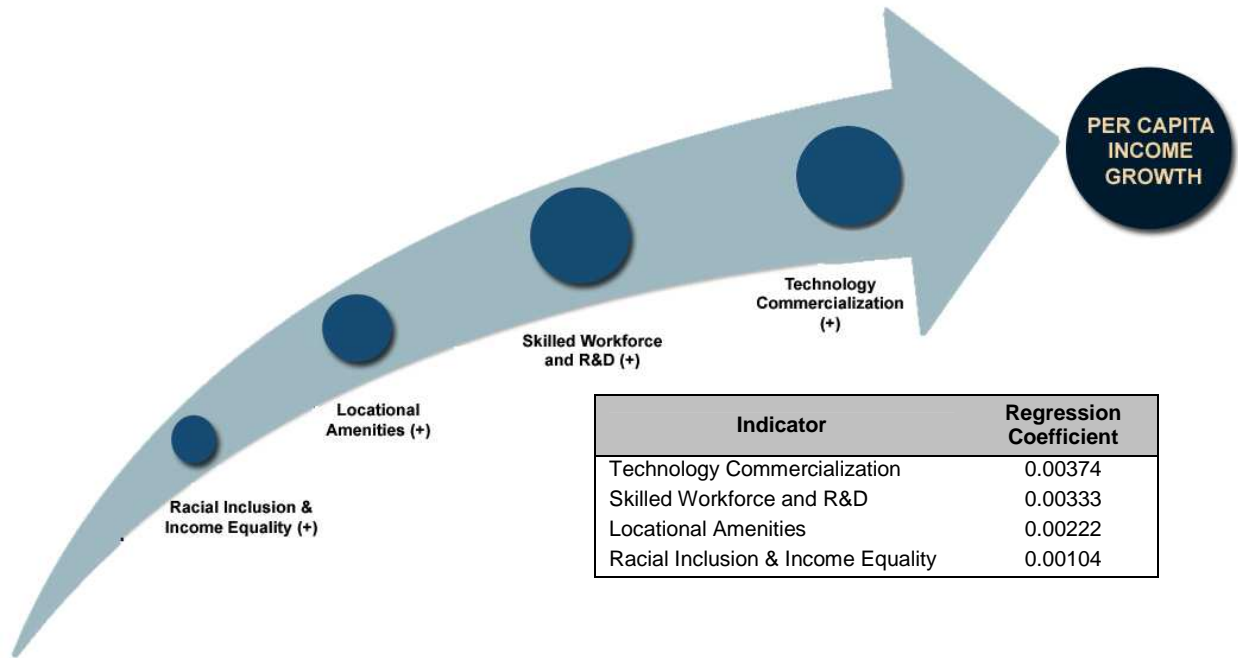 PER CAPITA
INCOME
GROWTH
Technology
Commercialization
(+)
Skilled Workforce
and R&D (+)
Locational
Amenities (+)
Racial Inclusion &
Income Equality (+)
Indicator Regression Coefficient
Technology Commercialization 0.00374
Skilled Workforce and R&D 0.00333
Locational Amenities 0.00222
Racial Inclusion & Income Equality 0.00104